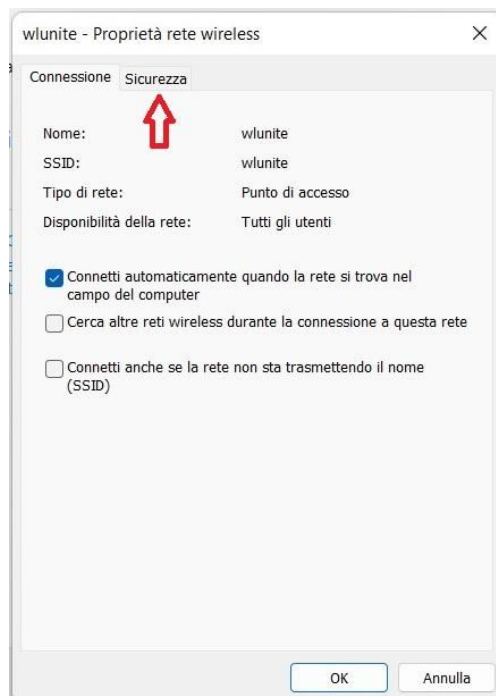 wlunite - Proprietà rete wireless
Connessione Sicurezza
Nome: wlunite
SSID: wlunite
Tipo di rete: Punto di accesso
Disponibilità della rete: Tutti gli utenti
Connetti automaticamente quando la rete si trova nel
campo del computer
Cerca altre reti wireless durante la connessione a questa rete
Connetti anche se la rete non sta trasmettendo il nome
(SSID)
OK Annulla